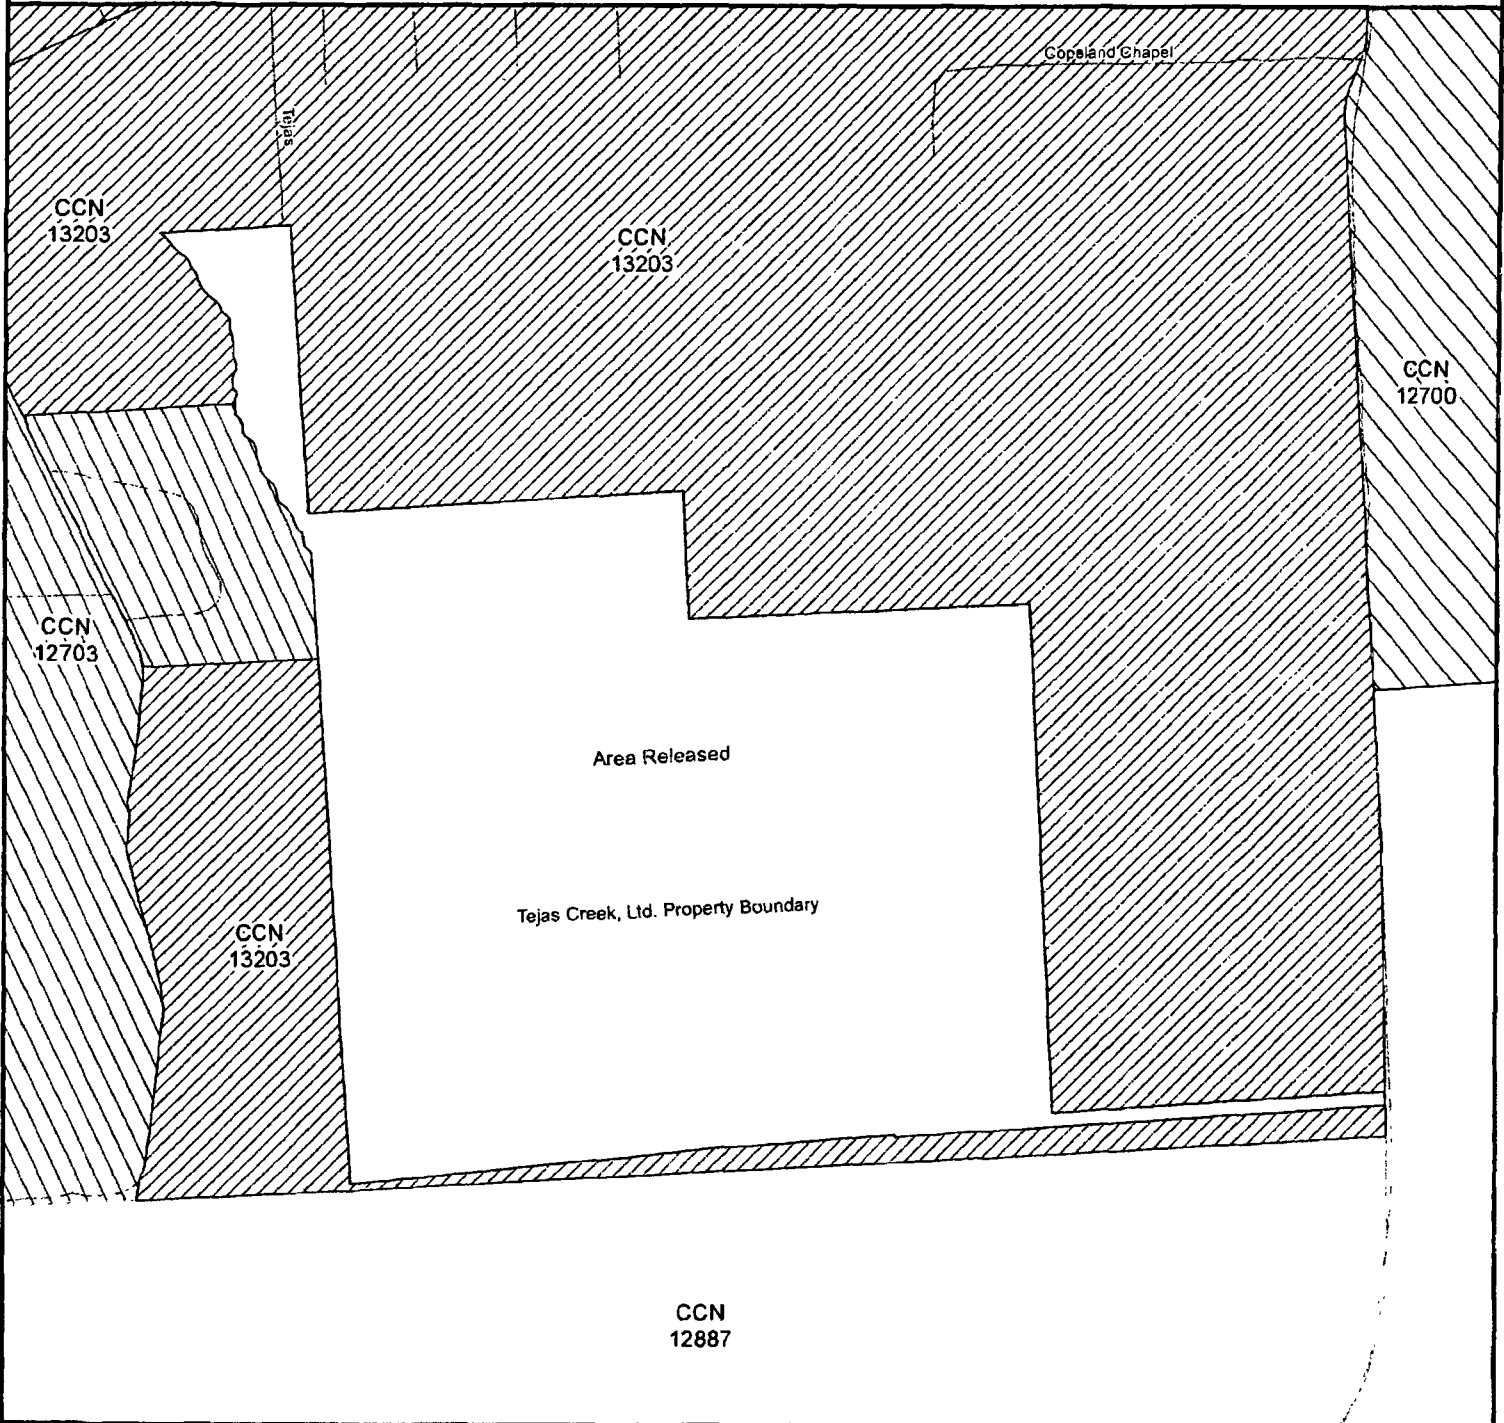 Copeland Chapel
Tejas
CCN
13203
CCN
13203
CCN
12700
CCN
12703
Area Released
Tejas Creek, Ltd. Property Boundary
CCN
13203
CCN
12887